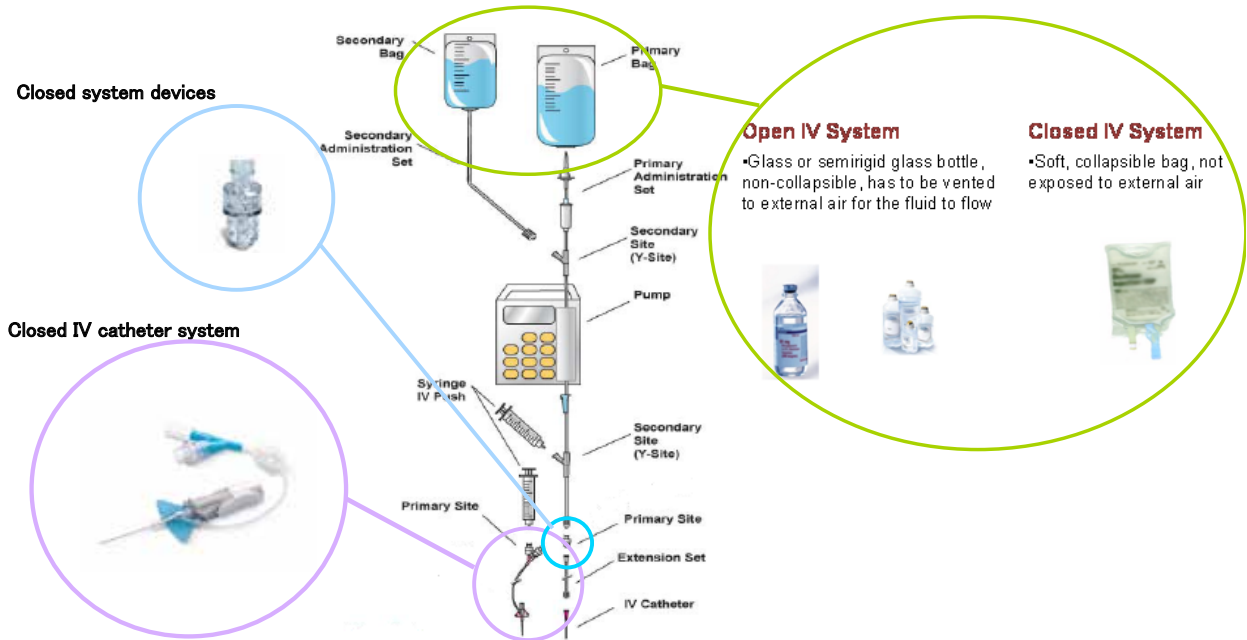 Secondary
Bag
Primary
Bag
Closed system devices
Secondary
Administration
Set
Primary
Administration
Set
Open IV System
▪Glass or semirigid glass bottle,
non-collapsible, has to be vented
to external air for the fluid to flow
Closed IV System
▪Soft, collapsible bag, not
exposed to external air
Secondary
Site
(Y-Site)
Pump
Closed IV catheter system
Syringe
IV Push
Secondary
Site
(Y-Site)
Primary Site
Primary Site
Extension Set
IV Catheter